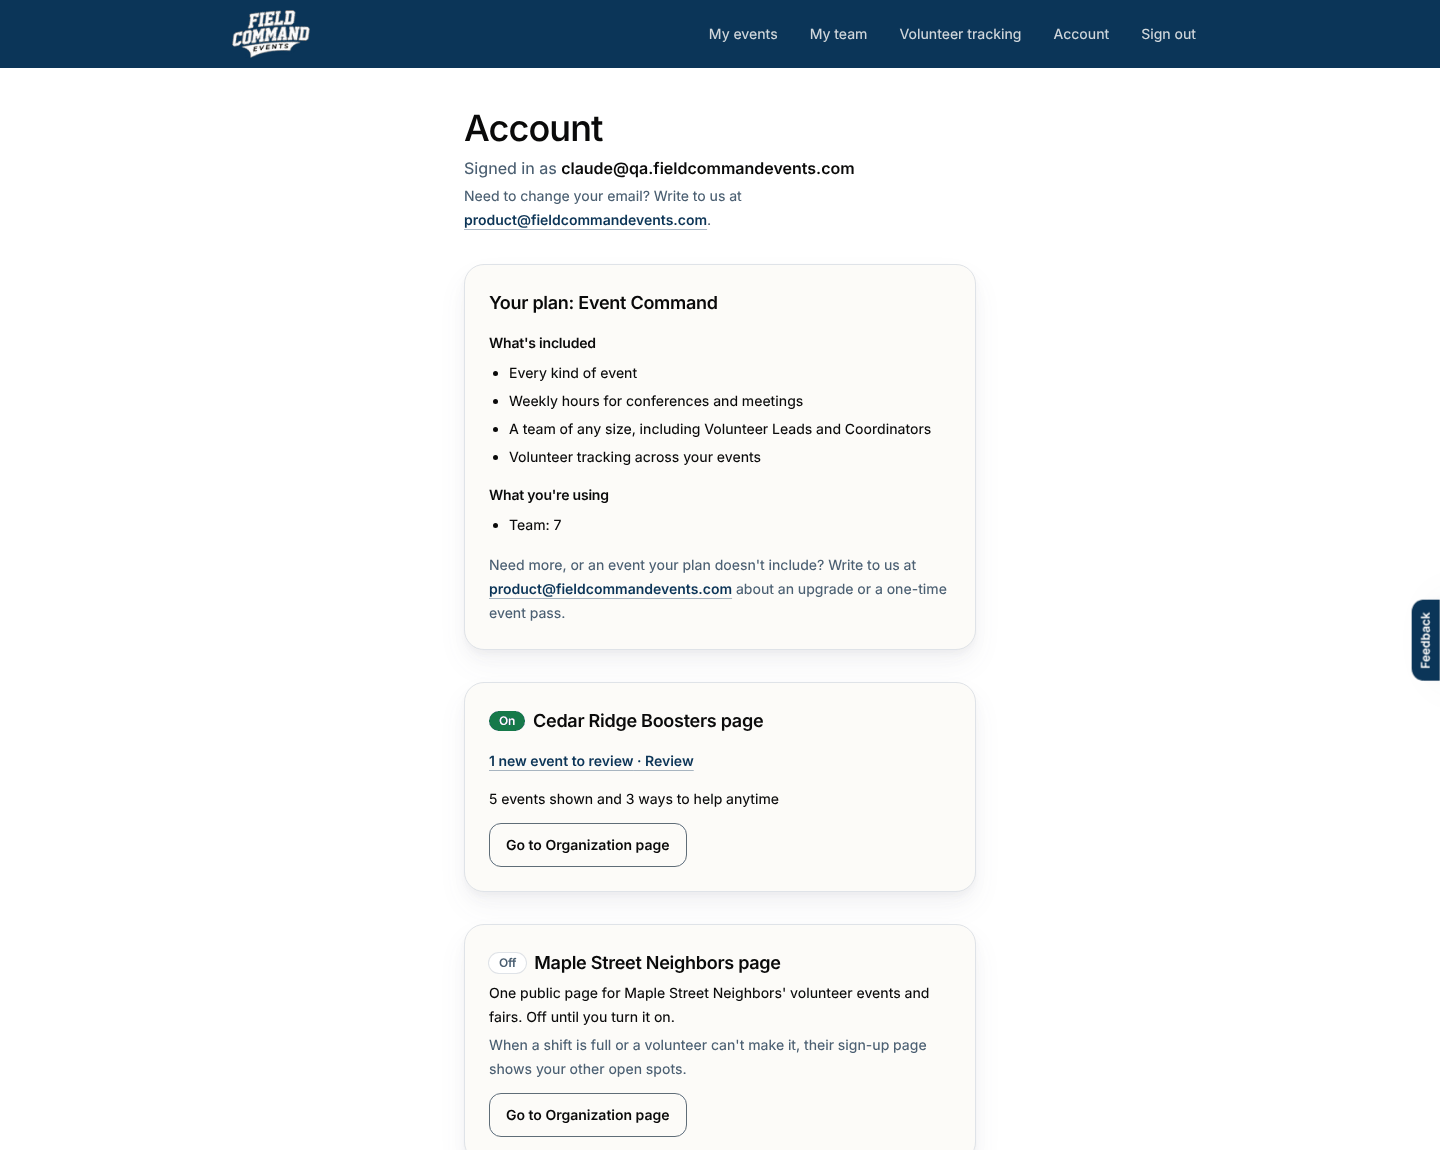 FIELD
COMMAND
EVENTS
My events
My team
Volunteer tracking
Account
Sign out
Account
Signed in as claude@qa.fieldcommandevents.com
Need to change your email? Write to us at
product@fieldcommandevents.com.
Your plan: Event Command
What's included
Every kind of event
Weekly hours for conferences and meetings
A team of any size, including Volunteer Leads and Coordinators
Volunteer tracking across your events
What you're using
Team: 7
Need more, or an event your plan doesn't include? Write to us at
product@fieldcommandevents.com about an upgrade or a one-time
event pass.
Feedback
On
Cedar Ridge Boosters page
1 new event to review · Review
5 events shown and 3 ways to help anytime
Go to Organization page
Off
Maple Street Neighbors page
One public page for Maple Street Neighbors' volunteer events and
fairs. Off until you turn it on.
When a shift is full or a volunteer can't make it, their sign-up page
shows your other open spots.
Go to Organization page